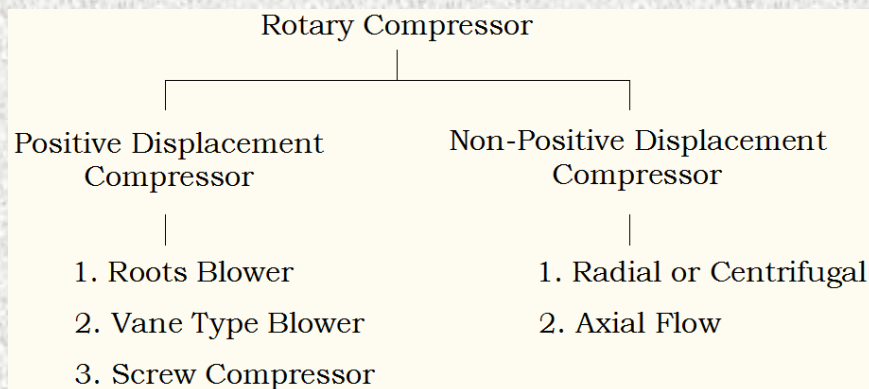 Rotary Compressor
Positive Displacement
Compressor
Non-Positive Displacement
Compressor
1. Roots Blower
2. Vane Type Blower
3. Screw Compressor
1. Radial or Centrifugal
2. Axial Flow